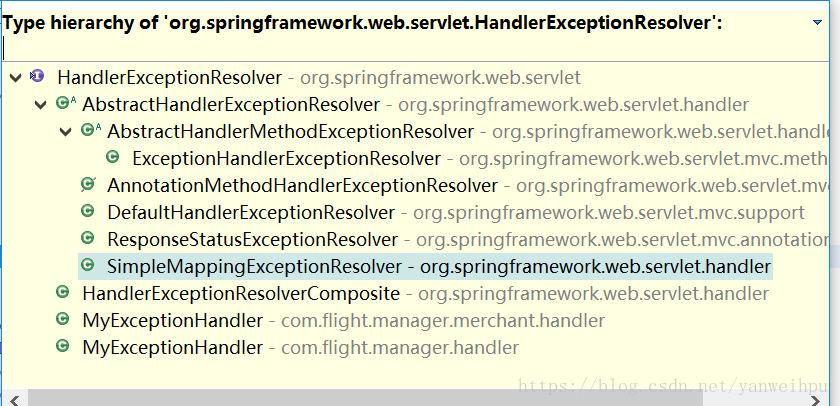 Type hierarchy of 'org.springframework.web.servlet.HandlerExceptionResolver':
HandlerExceptionResolver - org.springframework.web.servlet
AbstractHandlerExceptionResolver - org.springframework.web.servlet.handler
AbstractHandlerMethodExceptionResolver - org.springframework.web.servlet.handle
ExceptionHandlerExceptionResolver - org.springframework.web.servlet.mvc.meth
AnnotationMethodHandlerExceptionResolver - org.springframework.web.servlet.mv
DefaultHandlerExceptionResolver - org.springframework.web.servlet.mvc.support
ResponseStatusExceptionResolver - org.springframework.web.servlet.mvc.annotation
SimpleMappingExceptionResolver - org.springframework.web.servlet.handler
HandlerExceptionResolverComposite - org.springframework.web.servlet.handler
MyExceptionHandler - com.flight.manager.merchant.handler
MyExceptionHandler - com.flight.manager.handler
https://blog.csdn.net/yanweihpu